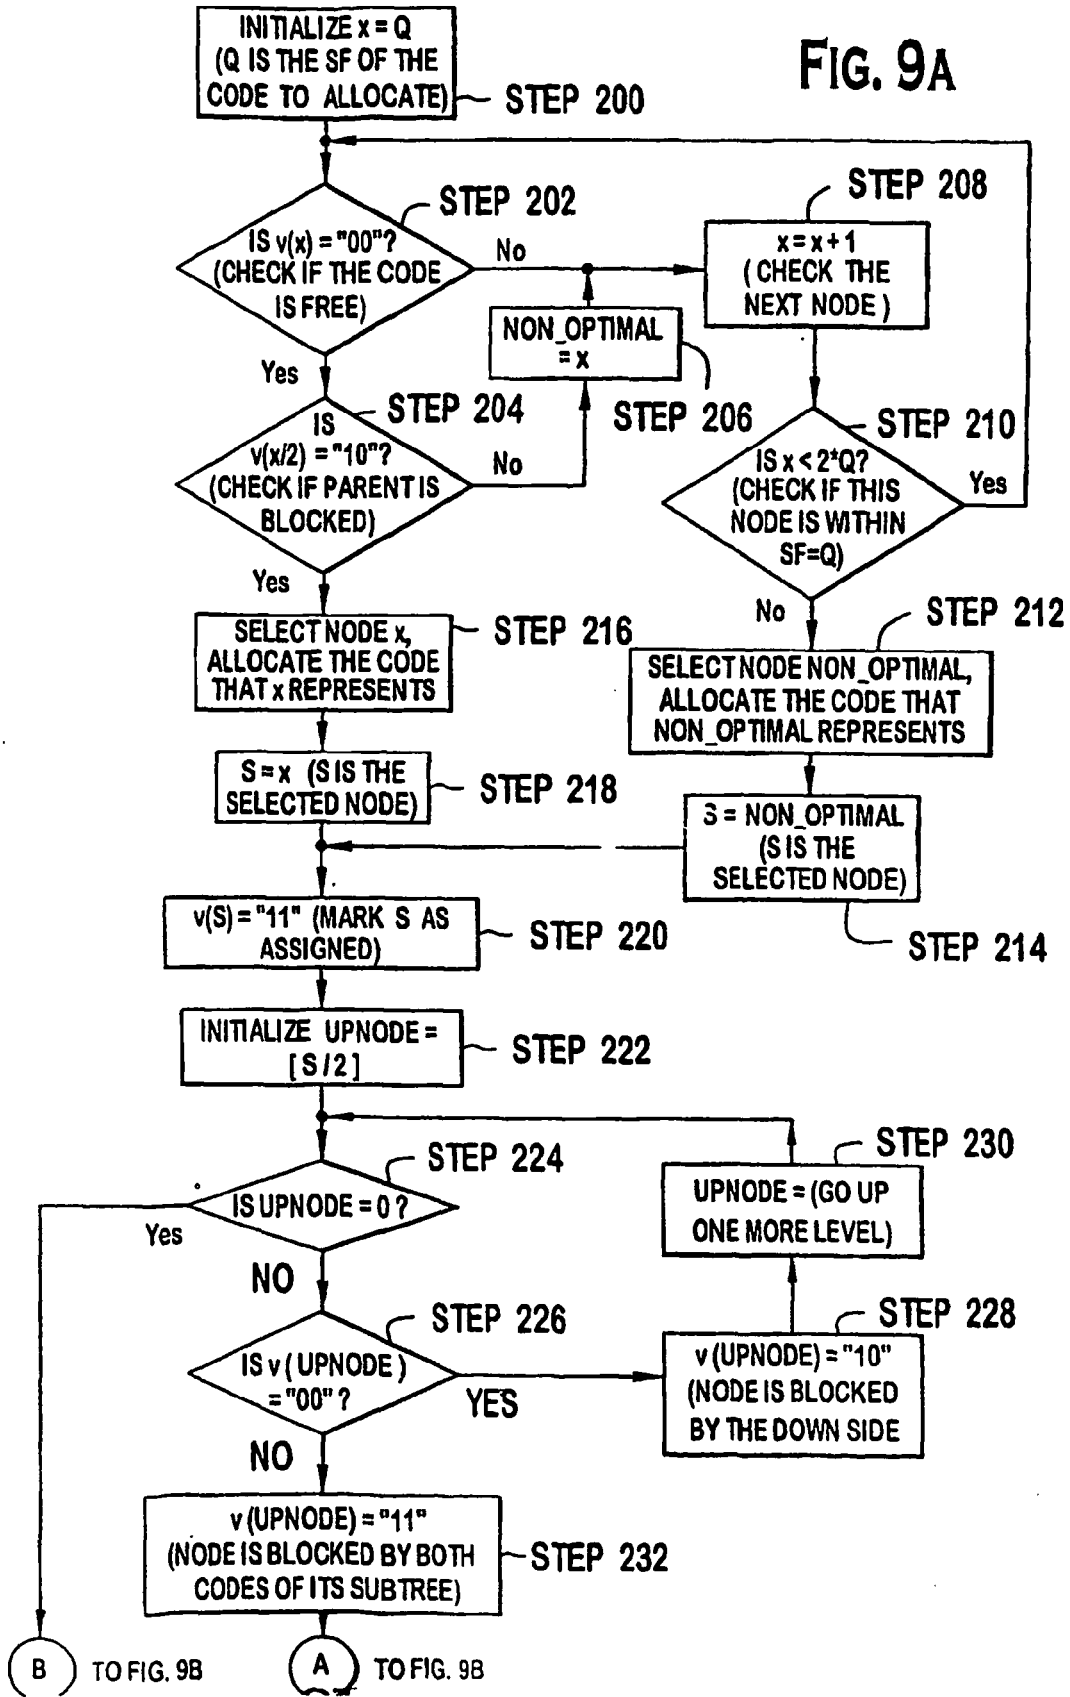 FIG. 9A
INITIALIZE x = Q
(Q IS THE SF OF THE
CODE TO ALLOCATE)
STEP 200
STEP 202
IS v(x) = "00"?
(CHECK IF THE CODE
IS FREE)
No
Yes
STEP 208
x = x + 1
( CHECK THE
NEXT NODE )
NON_OPTIMAL
= x
STEP 206
STEP 204
IS
v(x/2) = "10"?
(CHECK IF PARENT IS
BLOCKED)
No
Yes
STEP 210
IS x < 2*Q?
(CHECK IF THIS
NODE IS WITHIN
SF=Q)
Yes
No
STEP 216
SELECT NODE x,
ALLOCATE THE CODE
THAT x REPRESENTS
STEP 212
SELECT NODE NON_OPTIMAL,
ALLOCATE THE CODE THAT
NON_OPTIMAL REPRESENTS
S = x (S IS THE
SELECTED NODE)
STEP 218
S = NON_OPTIMAL
(S IS THE
SELECTED NODE)
STEP 214
v(S) = "11" (MARK S AS
ASSIGNED)
STEP 220
INITIALIZE UPNODE =
[ S / 2 ]
STEP 222
STEP 224
IS UPNODE = 0 ?
Yes
NO
STEP 230
UPNODE = (GO UP
ONE MORE LEVEL)
STEP 226
IS v ( UPNODE )
= "00" ?
YES
NO
STEP 228
v (UPNODE) = "10"
(NODE IS BLOCKED
BY THE DOWN SIDE
v (UPNODE) = "11"
(NODE IS BLOCKED BY BOTH
CODES OF ITS SUBTREE)
STEP 232
B TO FIG. 9B
A TO FIG. 9B